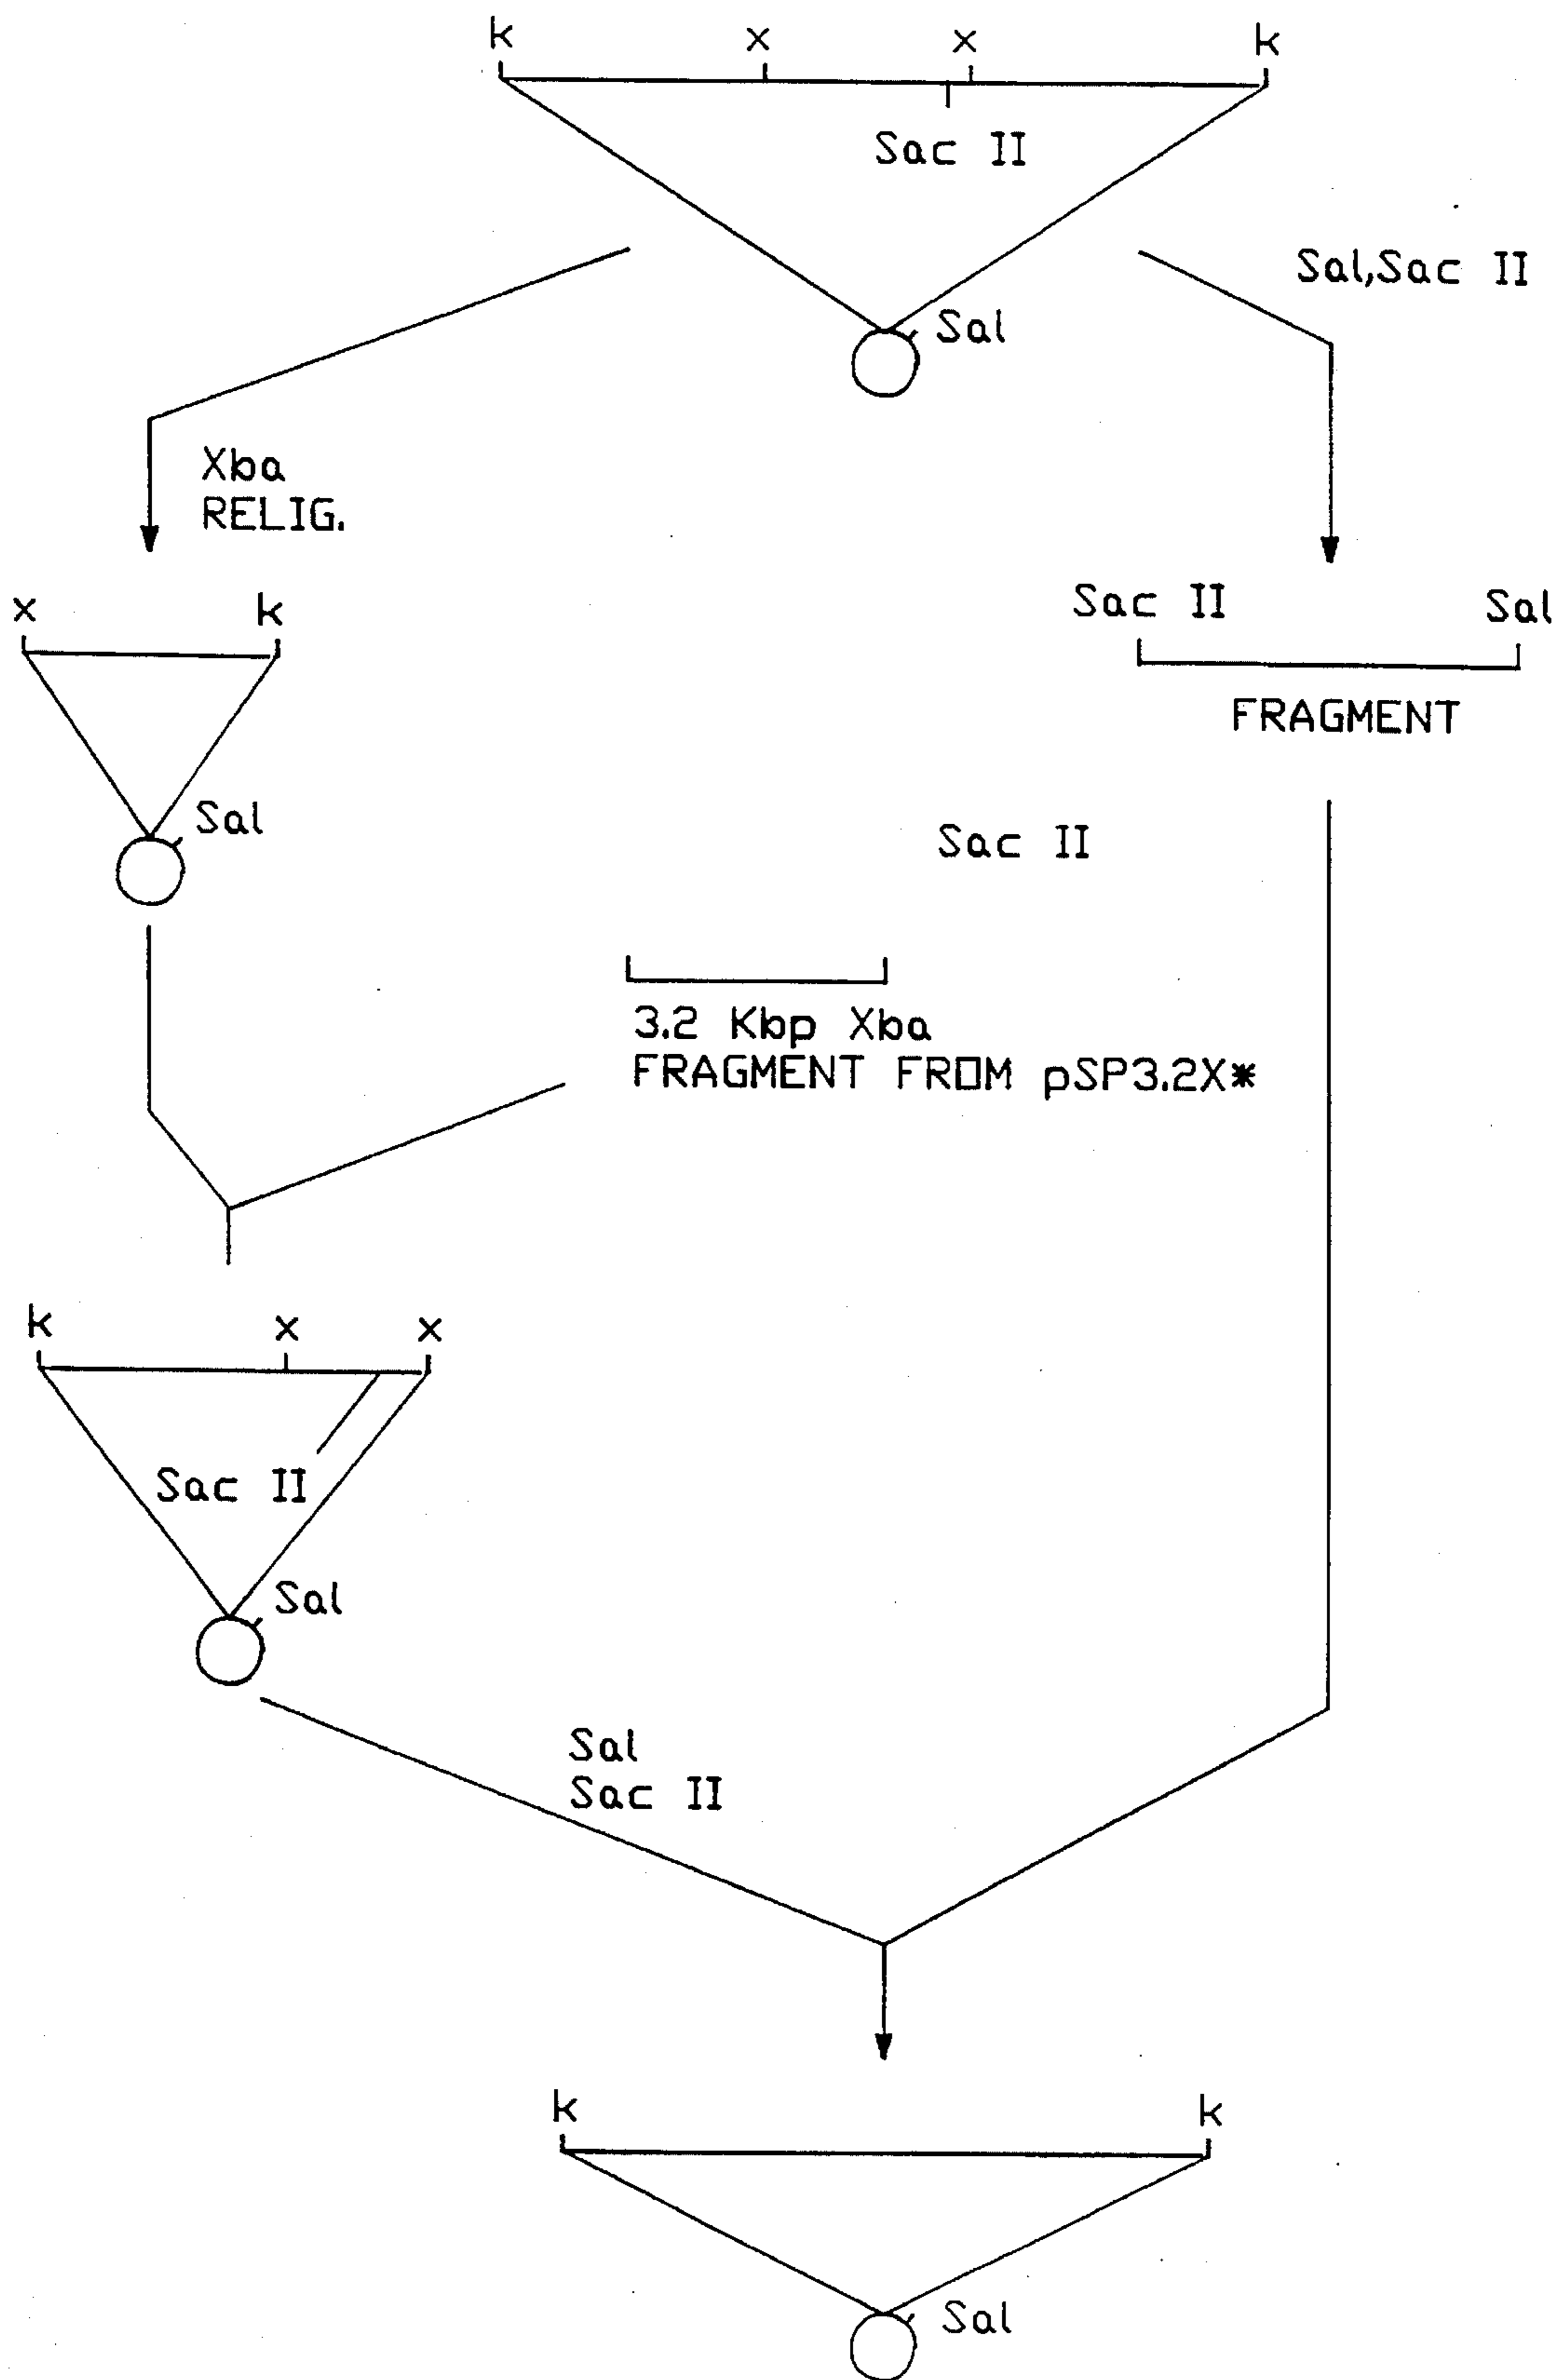 k x x k
Sac II
Sal,Sac II
Sal
Xba
RELIG.
x k
Sac II Sal
FRAGMENT
Sal
Sac II
3.2 Kbp Xba
FRAGMENT FROM pSP3.2X*
k x x
Sac II
Sal
Sal
Sac II
k k
Sal